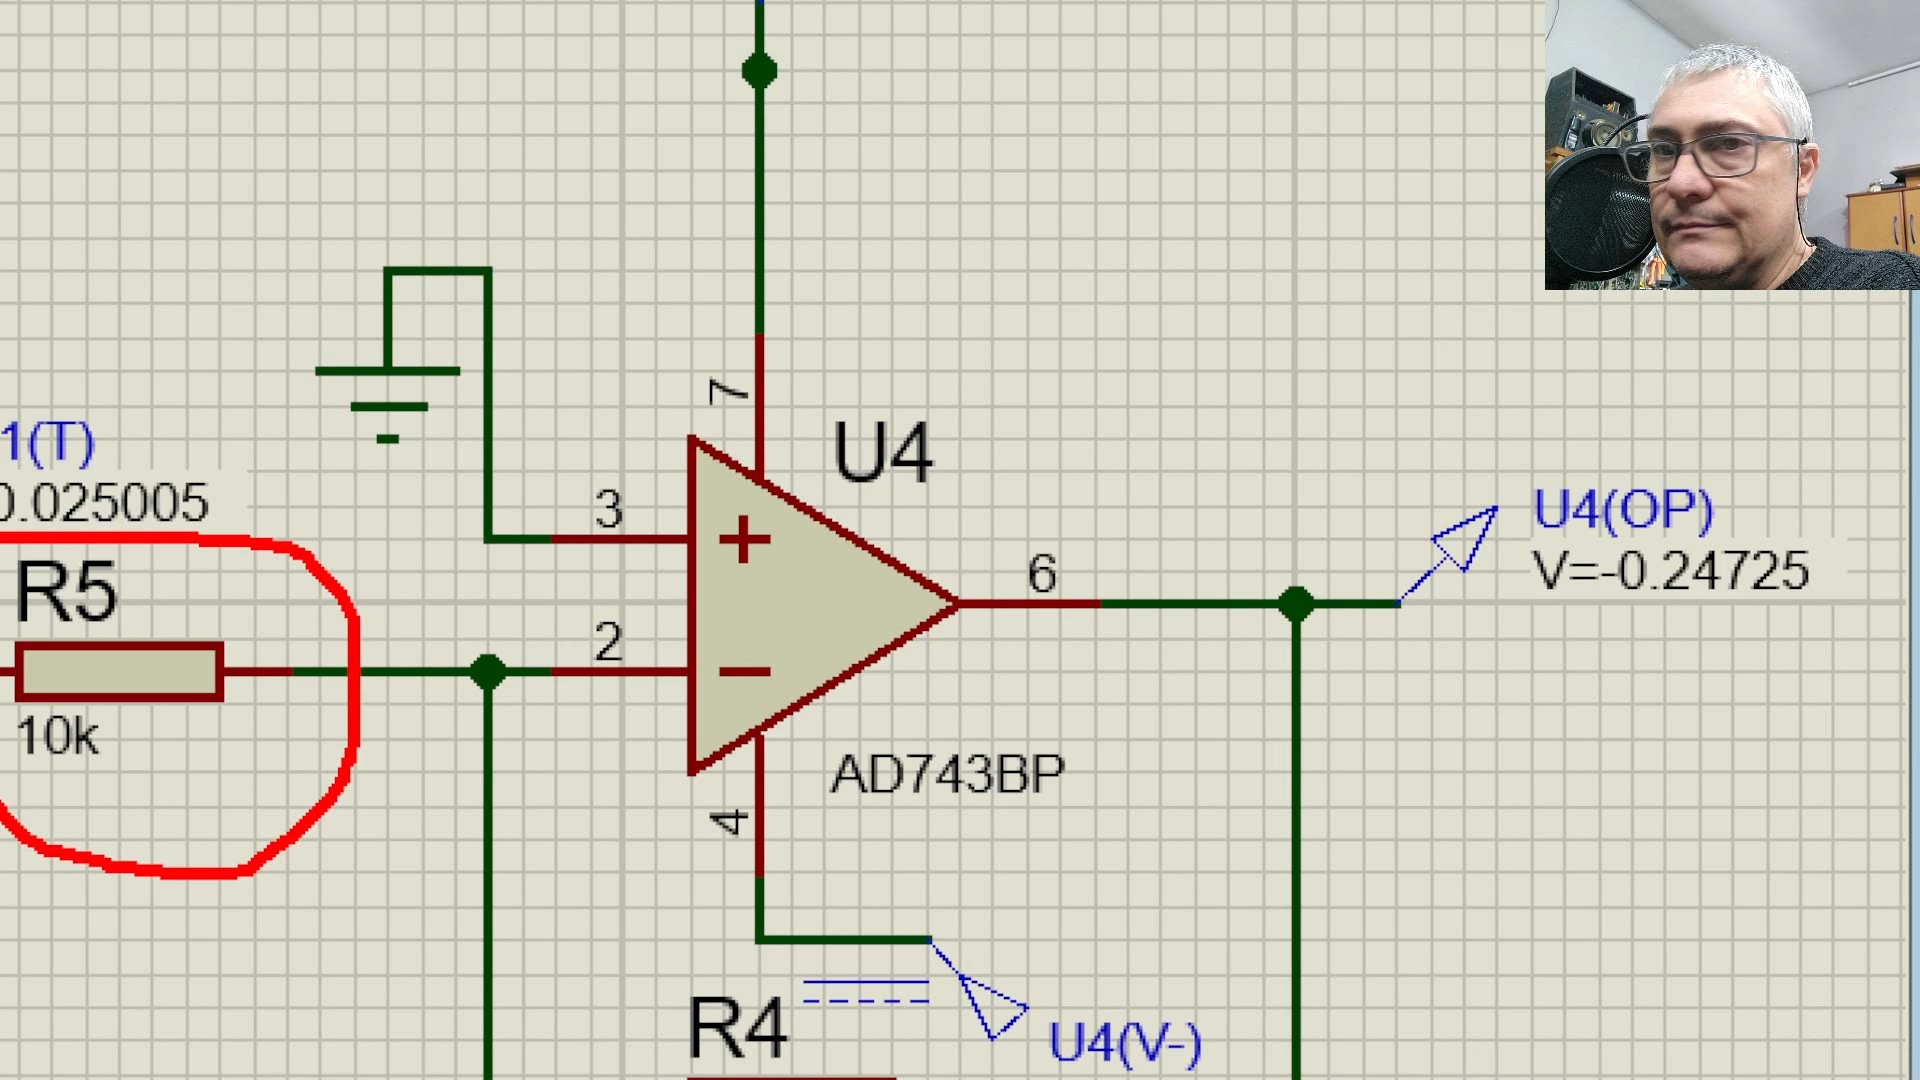 7
U4
1(T)
0.025005
3
U4(OP)
V=-0.24725
R5
6
2
10k
AD743BP
4
R4
U4(V-)